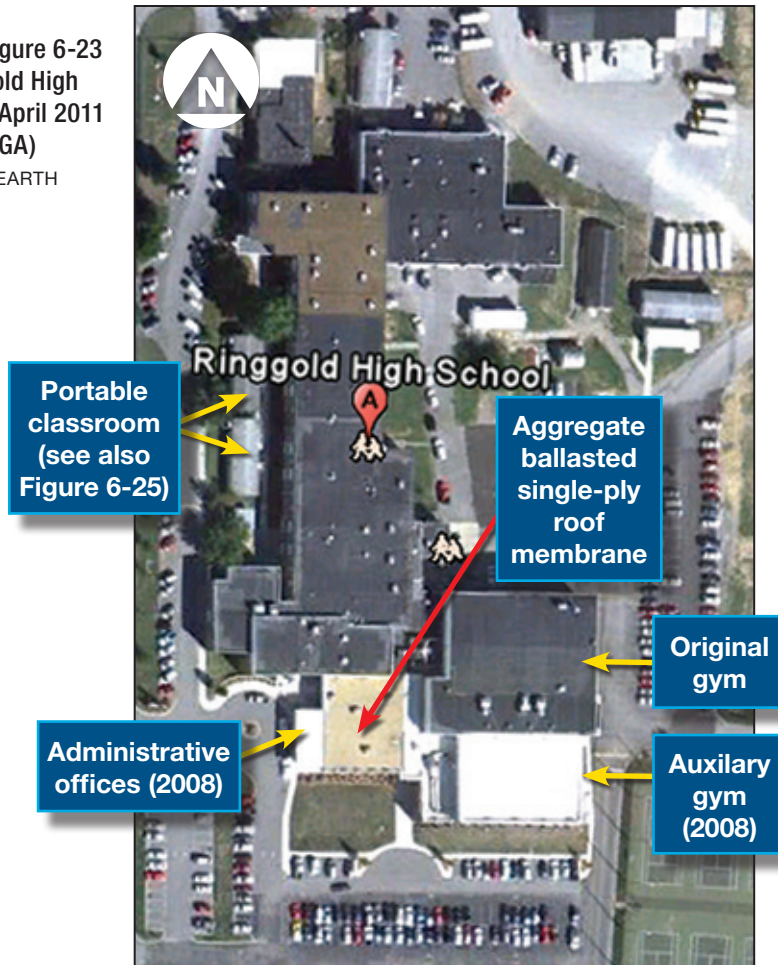 gure 6-23
old High
April 2011
GA)
EARTH
N
Ringgold High School
A
Portable
classroom
(see also
Figure 6-25)
Aggregate
ballasted
single-ply
roof
membrane
Original
gym
Administrative
offices (2008)
Auxilary
gym
(2008)